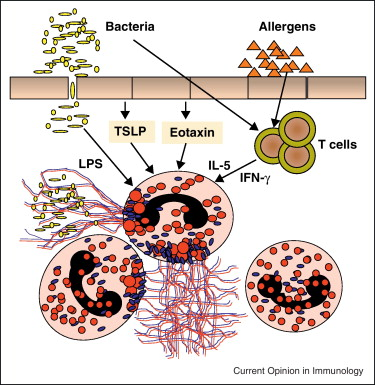 Bacteria
Allergens
TSLP
Eotaxin
T cells
LPS
IL-5
IFN-γ
Current Opinion in Immunology